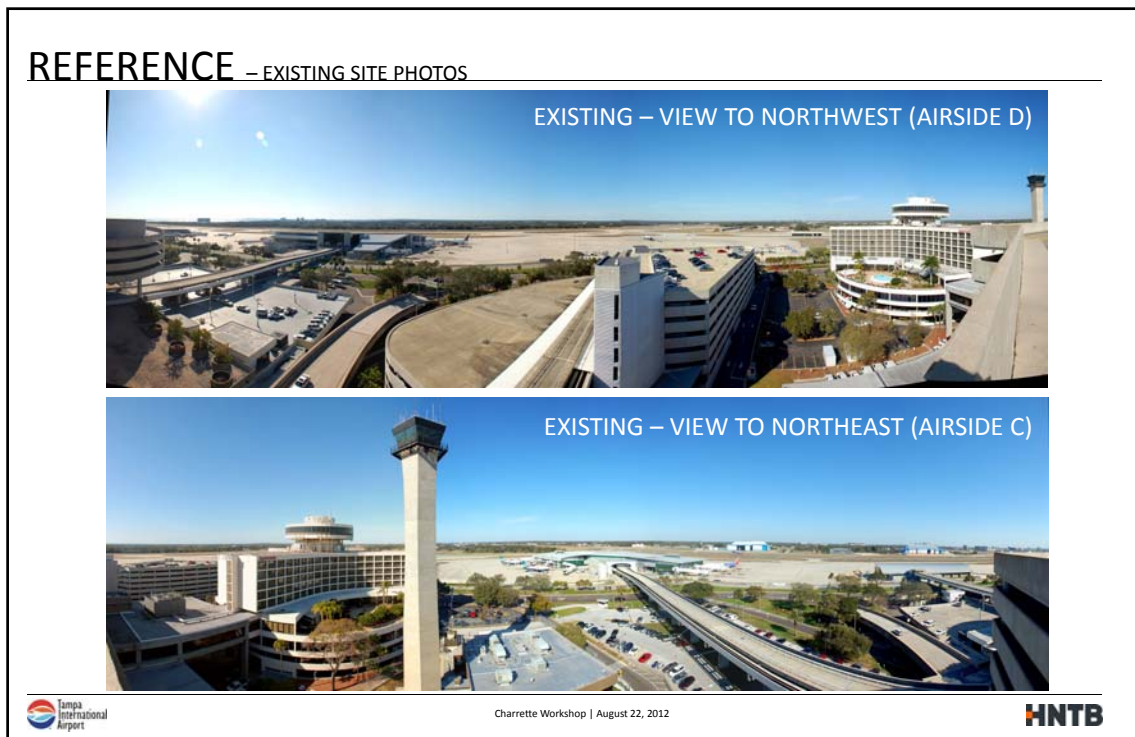 REFERENCE – EXISTING SITE PHOTOS
EXISTING – VIEW TO NORTHWEST (AIRSIDE D)
EXISTING – VIEW TO NORTHEAST (AIRSIDE C)
Tampa
International
Airport
Charrette Workshop | August 22, 2012
HNTB